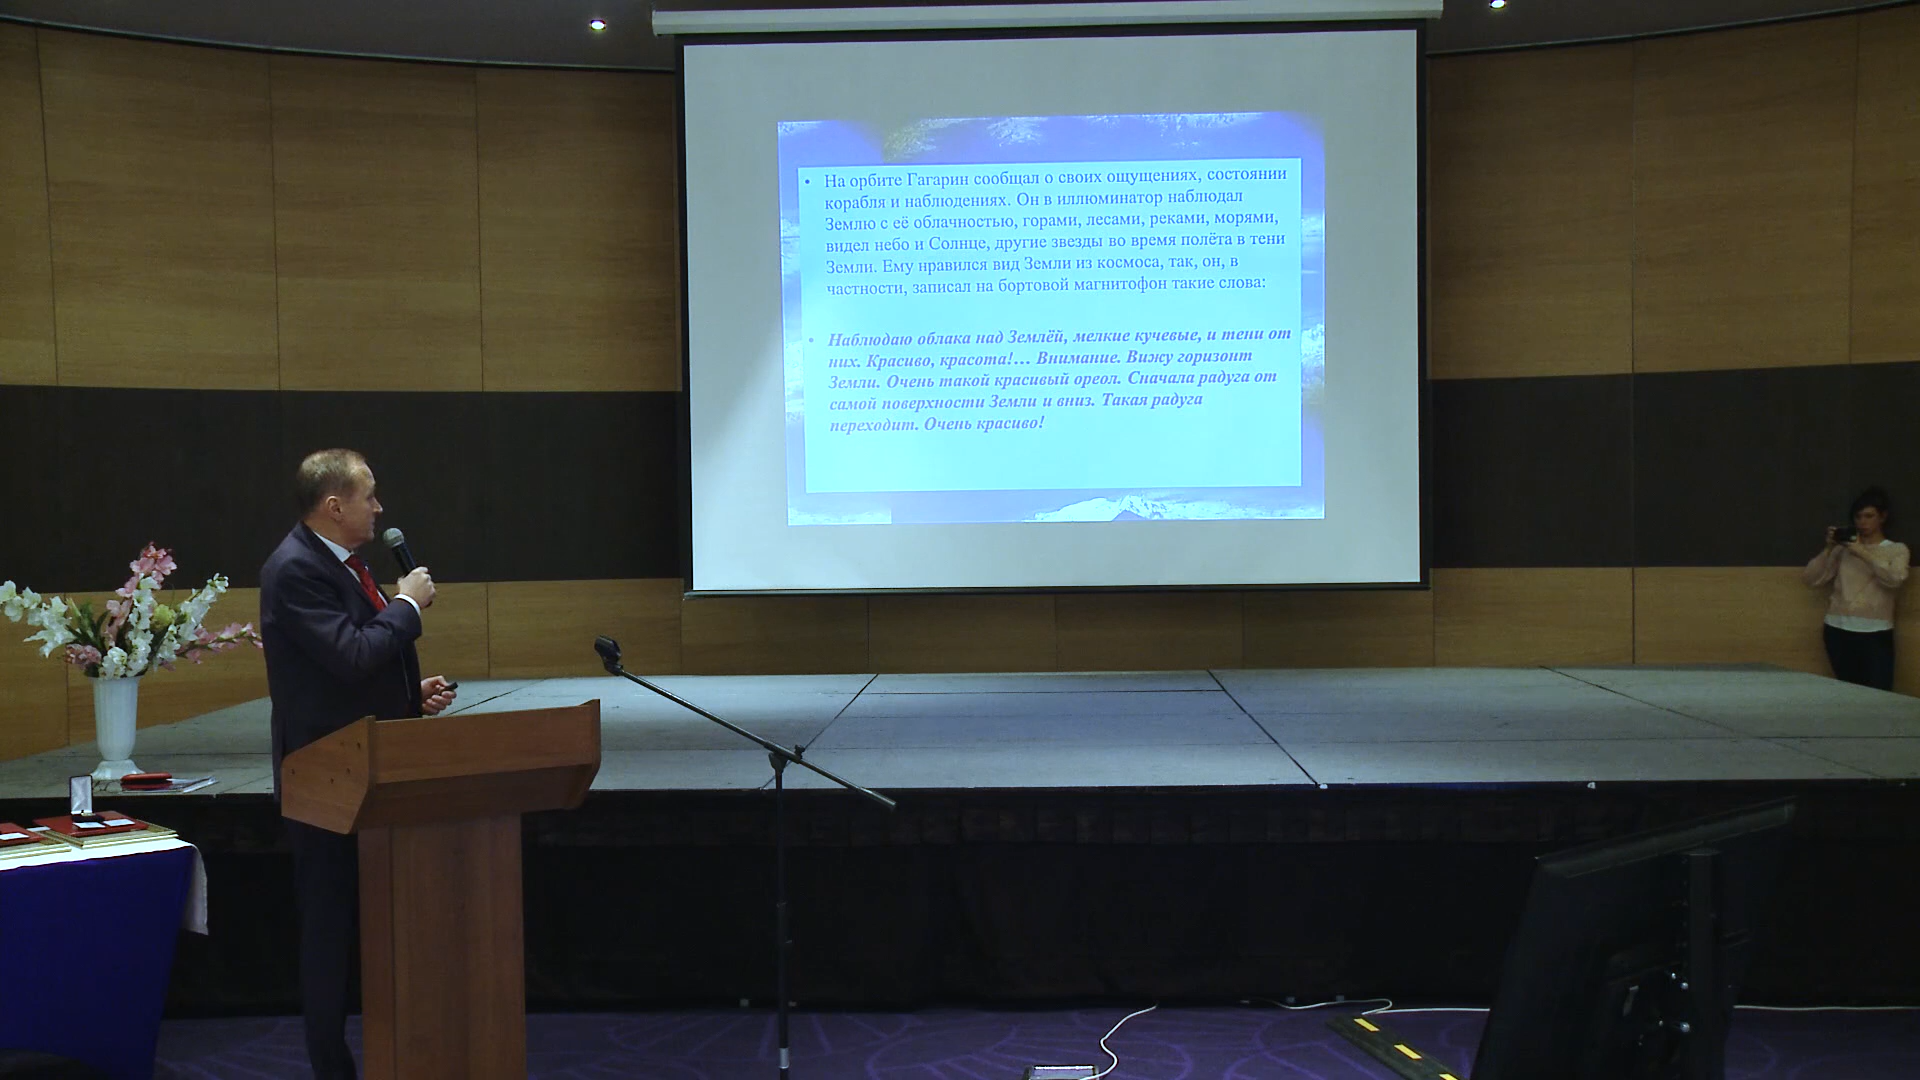 • На орбите Гагарин сообщал о своих ощущениях, состоянии
корабля и наблюдениях. Он в иллюминатор наблюдал
Землю с её облачностью, горами, лесами, реками, морями,
видел небо и Солнце, другие звезды во время полёта в тени
Земли. Ему нравился вид Земли из космоса, так, он, в
частности, записал на бортовой магнитофон такие слова:
• Наблюдаю облака над Землёй, мелкие кучевые, и тени от
них. Красиво, красота!... Внимание. Вижу горизонт
Земли. Очень такой красивый ореол. Сначала радуга от
самой поверхности Земли и вниз. Такая радуга
переходит. Очень красиво!